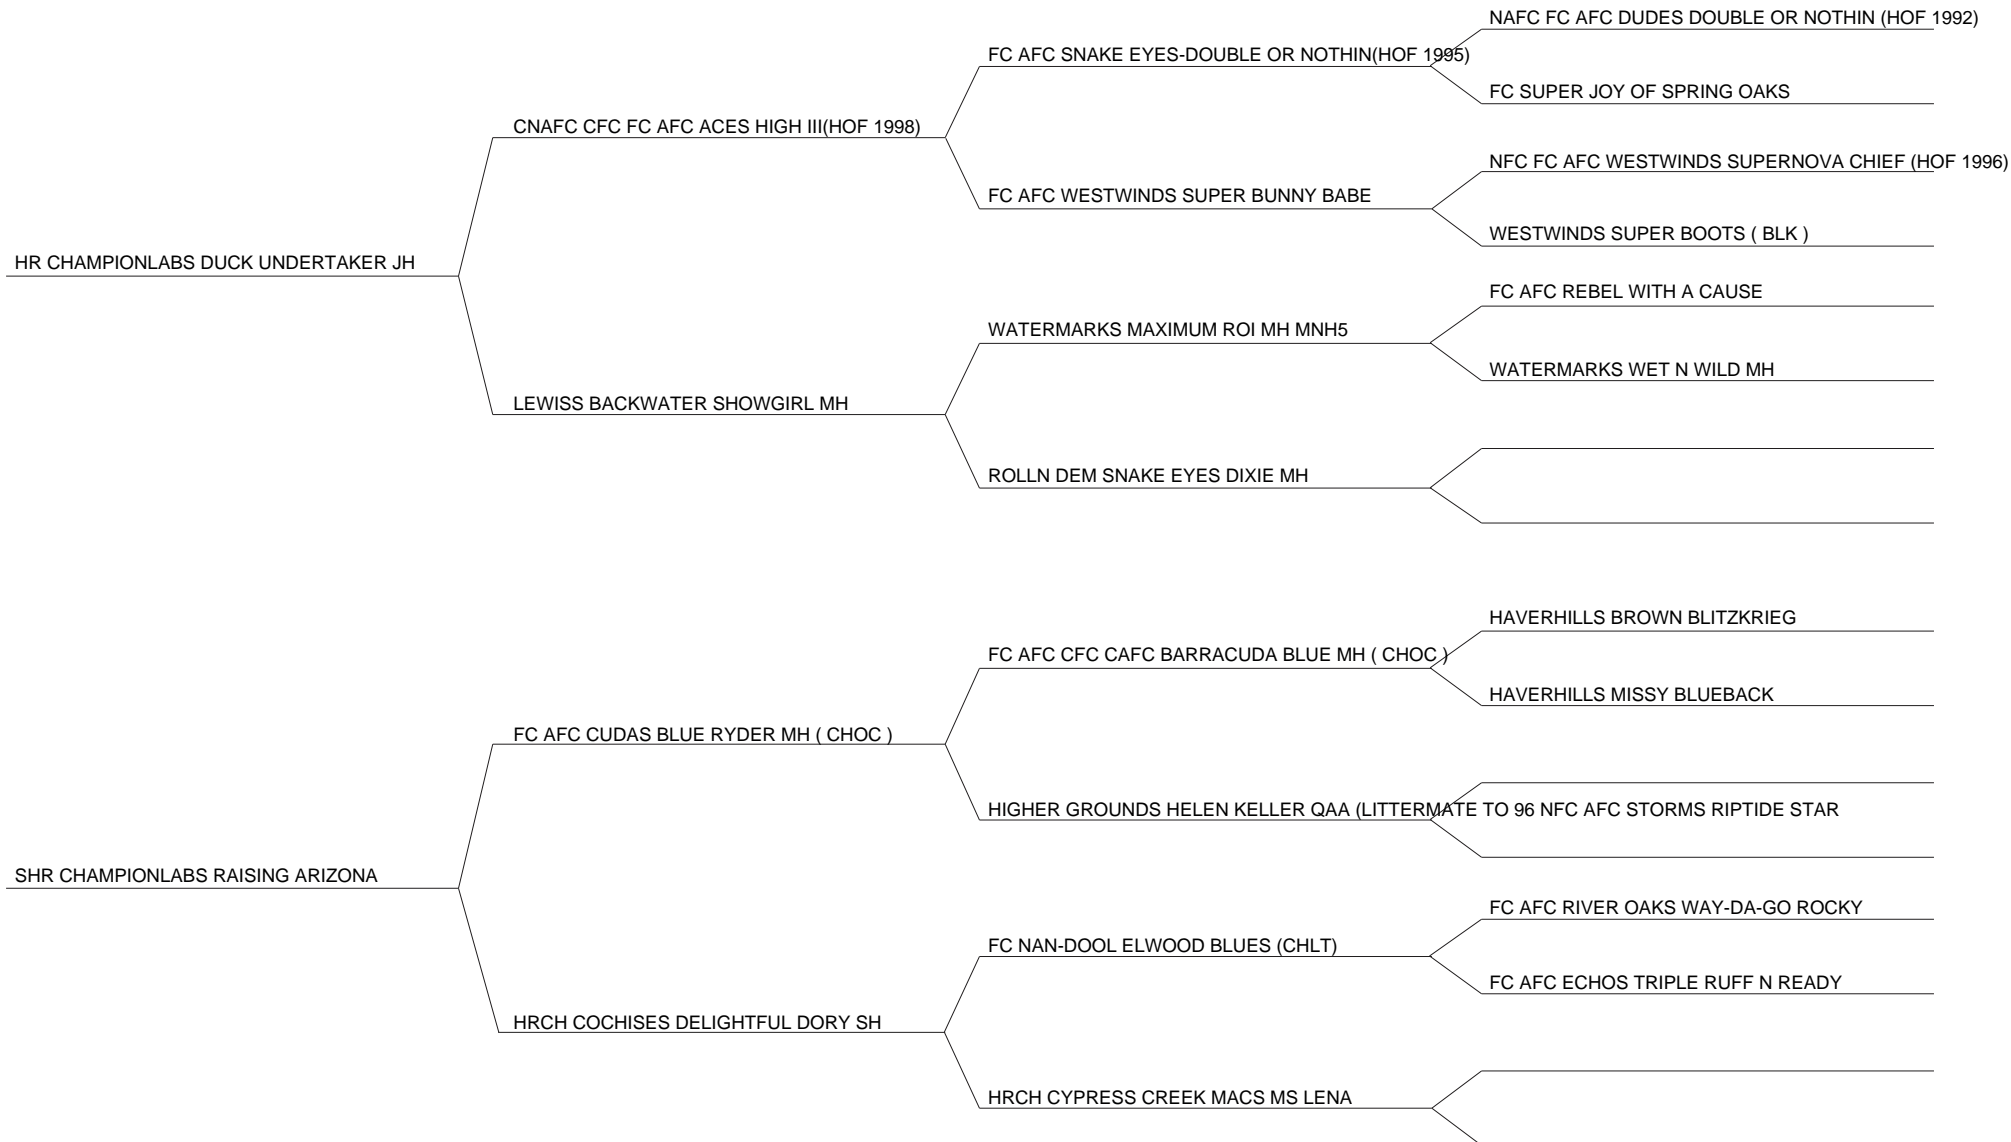 NAFC FC AFC DUDES DOUBLE OR NOTHIN (HOF 1992)
FC AFC SNAKE EYES-DOUBLE OR NOTHIN(HOF 1995)
FC SUPER JOY OF SPRING OAKS
CNAFC CFC FC AFC ACES HIGH III(HOF 1998)
NFC FC AFC WESTWINDS SUPERNOVA CHIEF (HOF 1996)
FC AFC WESTWINDS SUPER BUNNY BABE
WESTWINDS SUPER BOOTS ( BLK )
HR CHAMPIONLABS DUCK UNDERTAKER JH
FC AFC REBEL WITH A CAUSE
WATERMARKS MAXIMUM ROI MH MNH5
WATERMARKS WET N WILD MH
LEWISS BACKWATER SHOWGIRL MH
ROLLN DEM SNAKE EYES DIXIE MH
HAVERHILLS BROWN BLITZKRIEG
FC AFC CFC CAFC BARRACUDA BLUE MH ( CHOC )
HAVERHILLS MISSY BLUEBACK
FC AFC CUDAS BLUE RYDER MH ( CHOC )
HIGHER GROUNDS HELEN KELLER QAA (LITTERMATE TO 96 NFC AFC STORMS RIPTIDE STAR
SHR CHAMPIONLABS RAISING ARIZONA
FC AFC RIVER OAKS WAY-DA-GO ROCKY
FC NAN-DOOL ELWOOD BLUES (CHLT)
FC AFC ECHOS TRIPLE RUFF N READY
HRCH COCHISES DELIGHTFUL DORY SH
HRCH CYPRESS CREEK MACS MS LENA